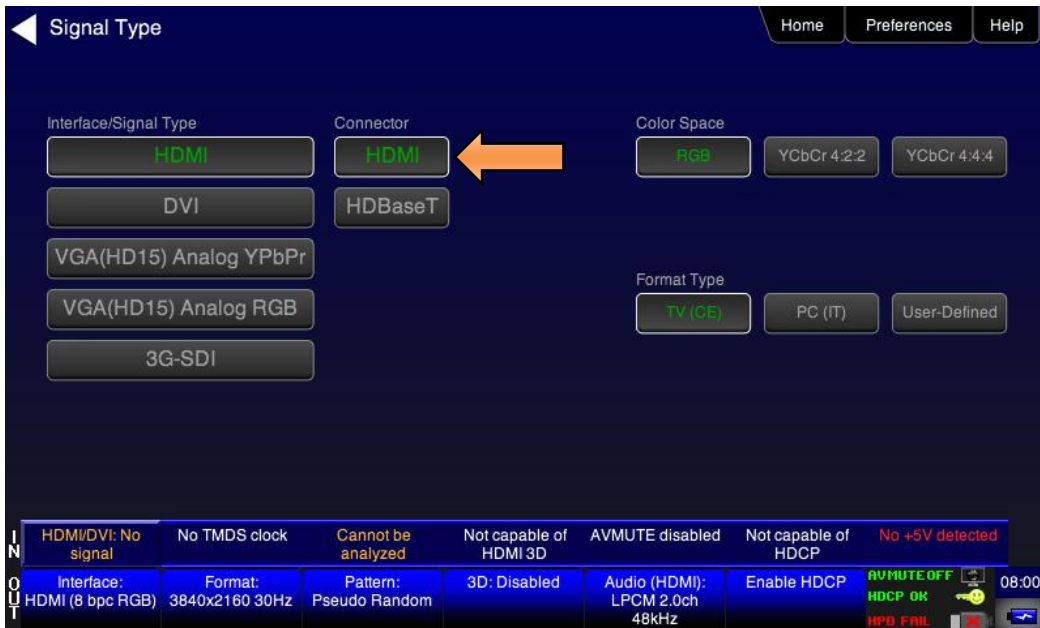 Signal Type
Home
Preferences
Help
Interface/Signal Type
Connector
Color Space
HDMI
HDMI
RGB
YCbCr 4:2:2
YCbCr 4:4:4
DVI
HDBaseT
VGA(HD15) Analog YPbPr
Format Type
VGA(HD15) Analog RGB
TV (CE)
PC (IT)
User-Defined
3G-SDI
IN
HDMI/DVI: No
signal
No TMDS clock
Cannot be
analyzed
Not capable of
HDMI 3D
AVMUTE disabled
Not capable of
HDCP
No +5V detected
OUT
Interface:
HDMI (8 bpc RGB)
Format:
3840x2160 30Hz
Pattern:
Pseudo Random
3D: Disabled
Audio (HDMI):
LPCM 2.0ch
48kHz
Enable HDCP
AVMUTE OFF
HDCP OK
HPD FAIL
08:00